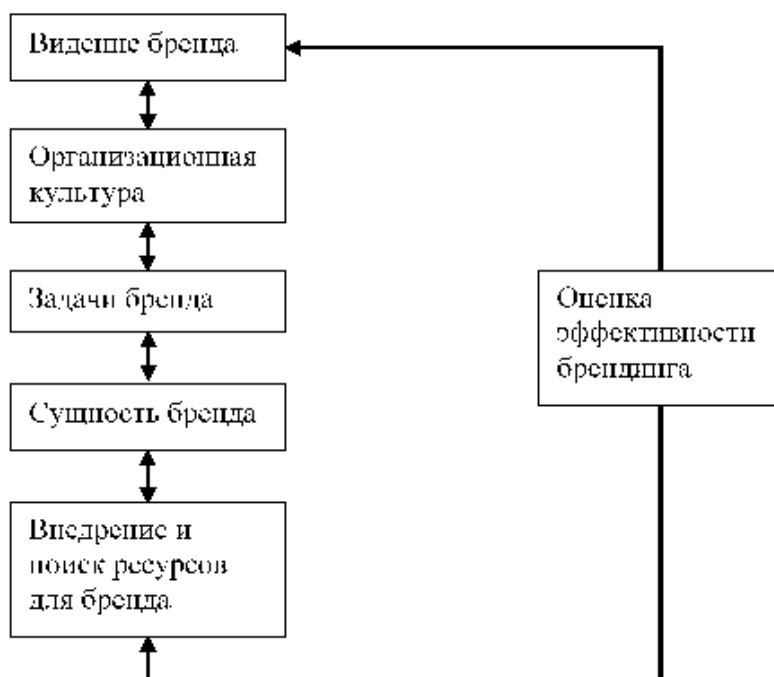 Видение бренда
Организационная
культура
Задачи бренда
Сущность бренда
Внедрение и
поиск ресурсов
для бренда
Оценка
эффективности
брендинга